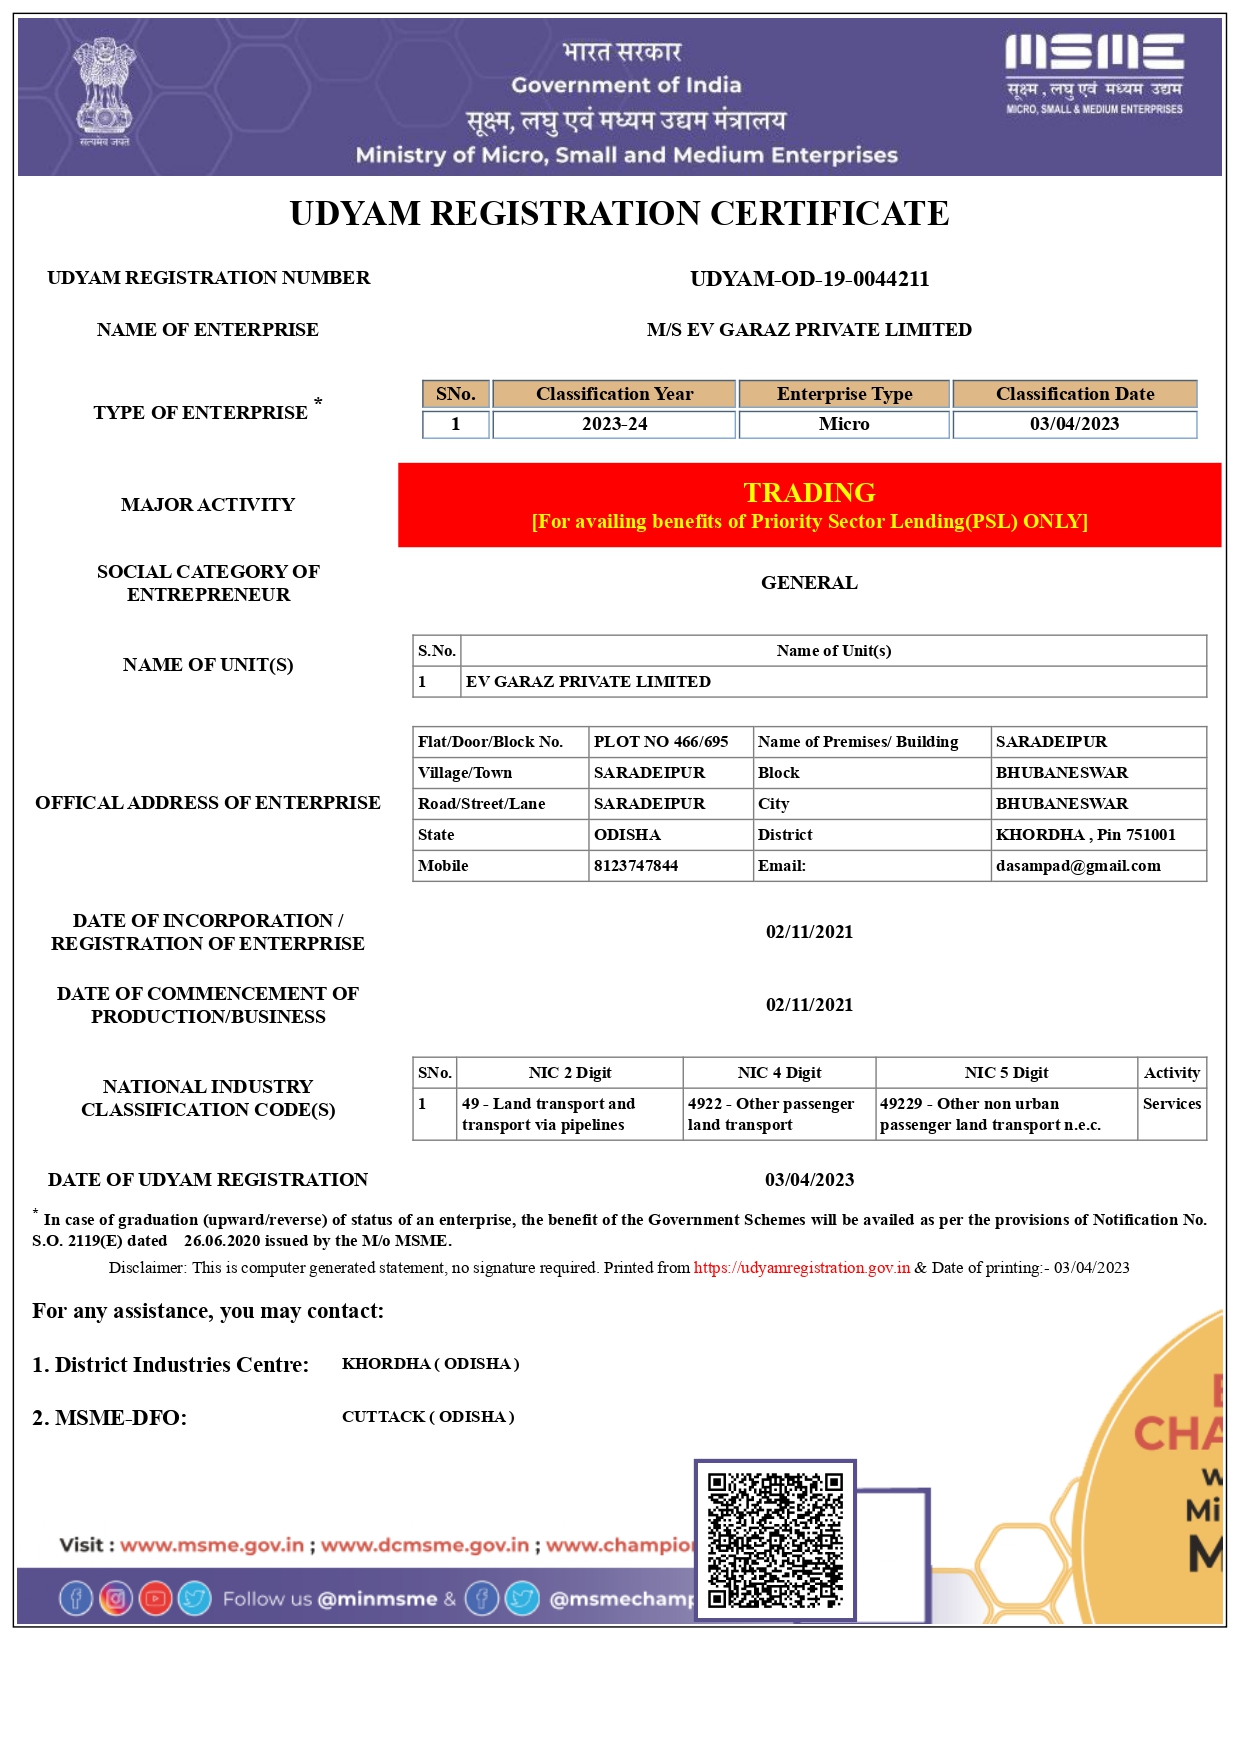 भारत सरकार
Government of India
सूक्ष्म, लघु एवं मध्यम उद्यम मंत्रालय
Ministry of Micro, Small and Medium Enterprises
सत्यमेव जयते
MSME
सूक्ष्म, लघु एवं मध्यम उद्यम
MICRO, SMALL & MEDIUM ENTERPRISES
UDYAM REGISTRATION CERTIFICATE
UDYAM REGISTRATION NUMBER UDYAM-OD-19-0044211
NAME OF ENTERPRISE M/S EV GARAZ PRIVATE LIMITED
TYPE OF ENTERPRISE *
SNo. Classification Year Enterprise Type Classification Date
1 2023-24 Micro 03/04/2023
MAJOR ACTIVITY
TRADING
[For availing benefits of Priority Sector Lending(PSL) ONLY]
SOCIAL CATEGORY OF
ENTREPRENEUR
GENERAL
NAME OF UNIT(S)
S.No. Name of Unit(s)
1 EV GARAZ PRIVATE LIMITED
OFFICAL ADDRESS OF ENTERPRISE
Flat/Door/Block No. PLOT NO 466/695 Name of Premises/ Building SARADEIPUR
Village/Town SARADEIPUR Block BHUBANESWAR
Road/Street/Lane SARADEIPUR City BHUBANESWAR
State ODISHA District KHORDHA , Pin 751001
Mobile 8123747844 Email: dasampad@gmail.com
DATE OF INCORPORATION /
REGISTRATION OF ENTERPRISE
02/11/2021
DATE OF COMMENCEMENT OF
PRODUCTION/BUSINESS
02/11/2021
NATIONAL INDUSTRY
CLASSIFICATION CODE(S)
SNo. NIC 2 Digit NIC 4 Digit NIC 5 Digit Activity
1 49 - Land transport and 4922 - Other passenger 49229 - Other non urban Services
transport via pipelines land transport passenger land transport n.e.c.
DATE OF UDYAM REGISTRATION 03/04/2023
* In case of graduation (upward/reverse) of status of an enterprise, the benefit of the Government Schemes will be availed as per the provisions of Notification No.
S.O. 2119(E) dated 26.06.2020 issued by the M/o MSME.
Disclaimer: This is computer generated statement, no signature required. Printed from https://udyamregistration.gov.in & Date of printing:- 03/04/2023
For any assistance, you may contact:
1. District Industries Centre: KHORDHA ( ODISHA )
2. MSME-DFO: CUTTACK ( ODISHA )
CHA
Mi
M
Visit : www.msme.gov.in ; www.dcmsme.gov.in ; www.champio
Follow us @minmsme & @msmechamp